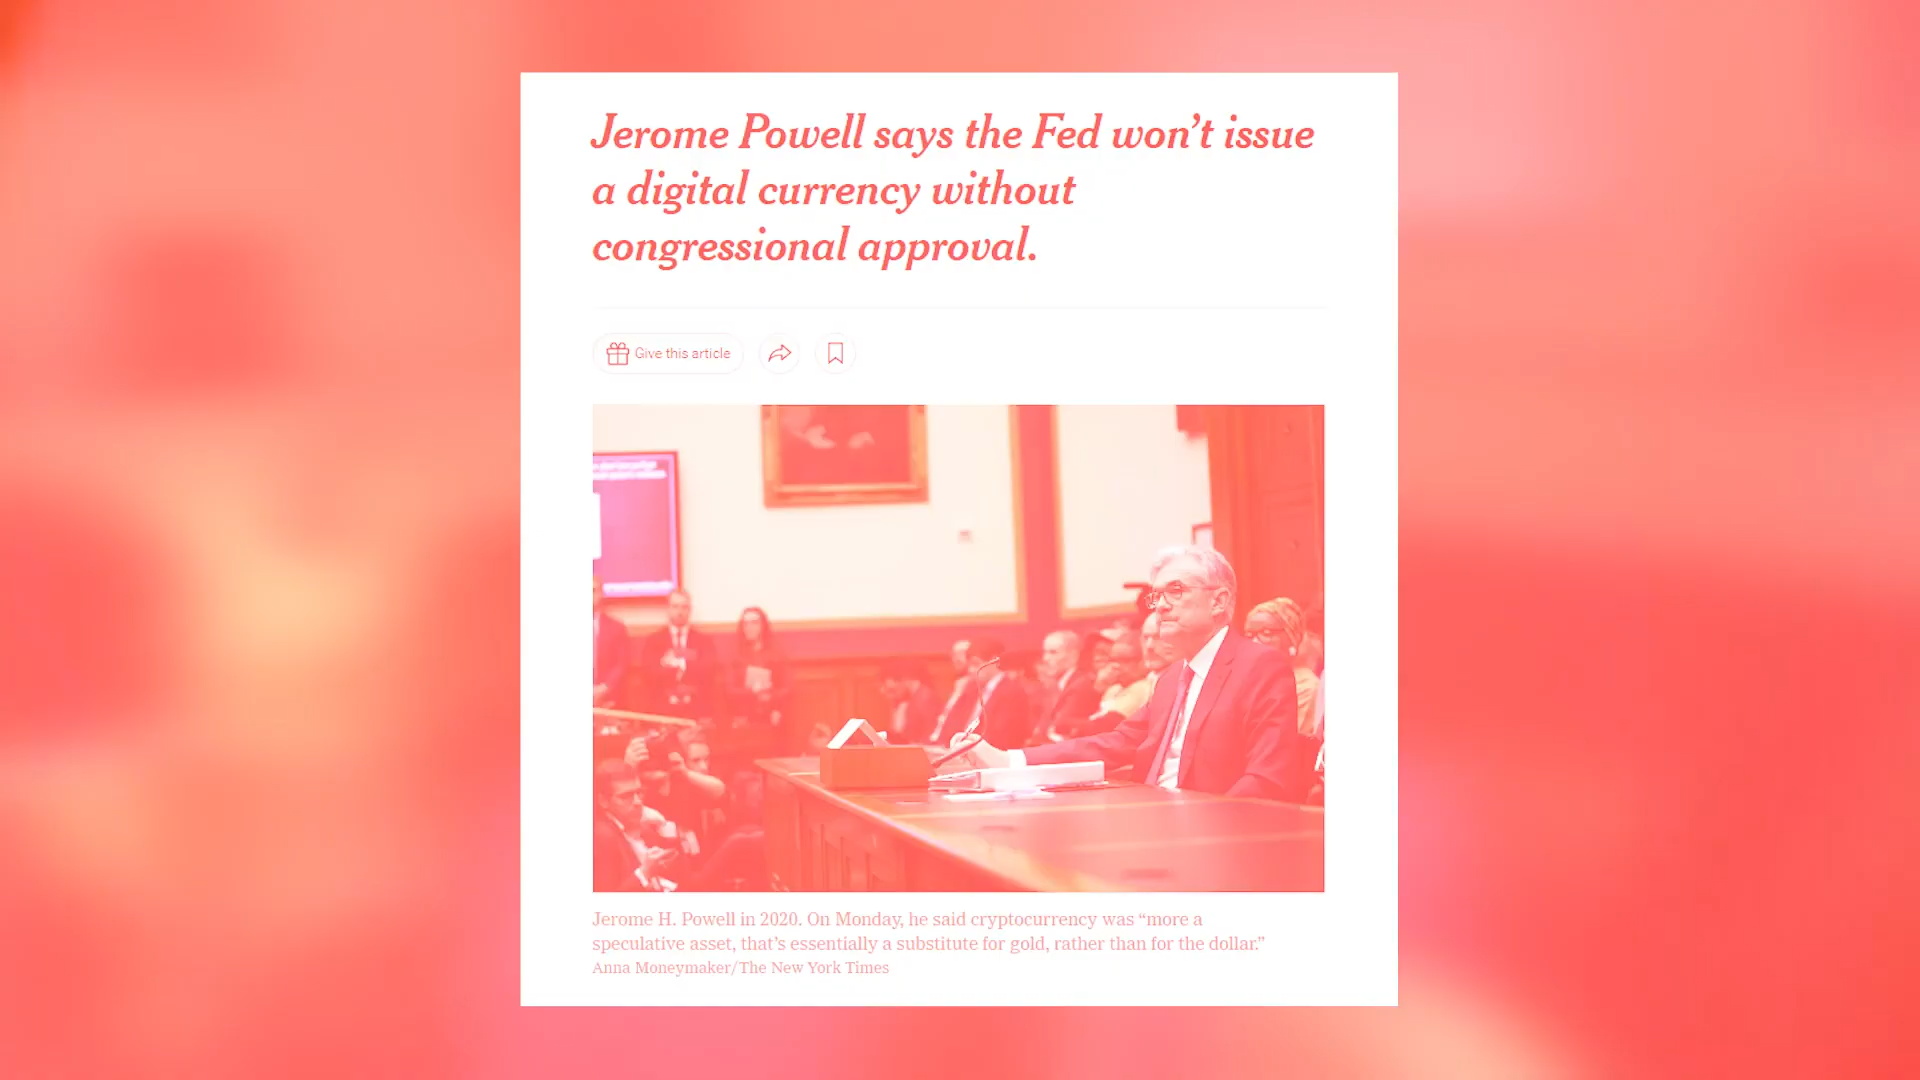 Jerome Powell says the Fed won’t issue
a digital currency without
congressional approval.
Give this article
Jerome H. Powell in 2020. On Monday, he said cryptocurrency was “more a
speculative asset, that’s essentially a substitute for gold, rather than for the dollar.”
Anna Moneymaker/The New York Times